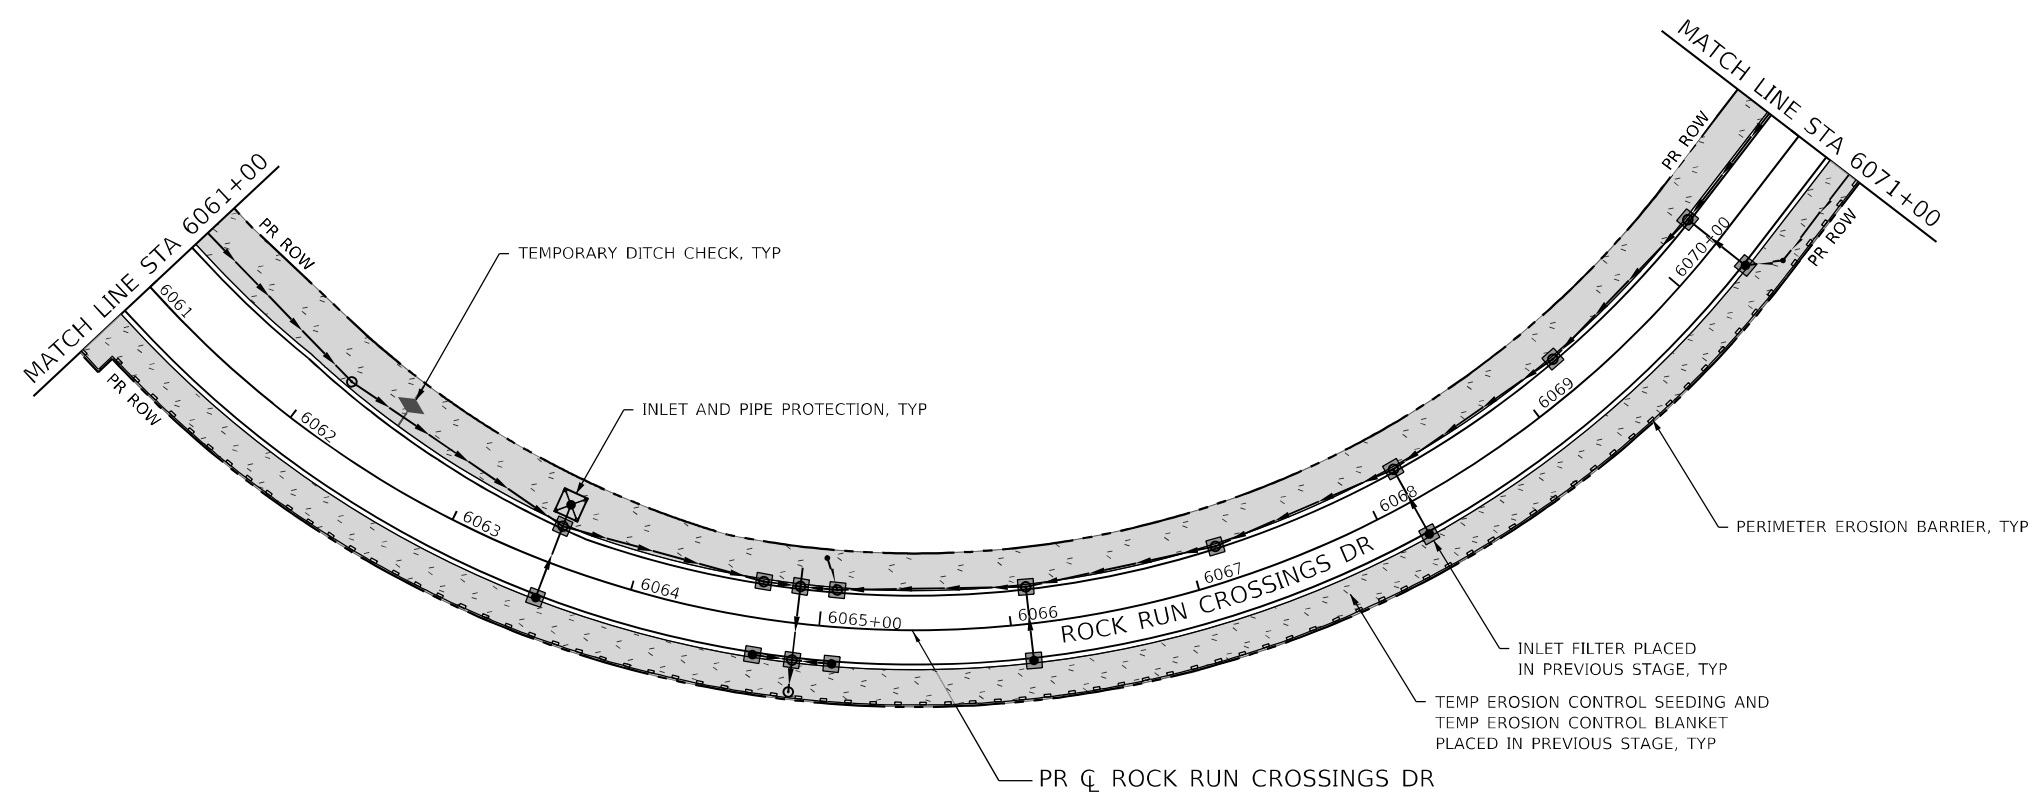 MATCH LINE STA 6071+00
PR ROW
MATCH LINE STA 6061+00
PR ROW
PR ROW
PR ROW
TEMPORARY DITCH CHECK, TYP
INLET AND PIPE PROTECTION, TYP
6061
6062
6063
6064
6065+00
6066
6067
6068
6069
6070+00
ROCK RUN CROSSINGS DR
PERIMETER EROSION BARRIER, TYP
INLET FILTER PLACED
IN PREVIOUS STAGE, TYP
TEMP EROSION CONTROL SEEDING AND
TEMP EROSION CONTROL BLANKET
PLACED IN PREVIOUS STAGE, TYP
PR ℄ ROCK RUN CROSSINGS DR